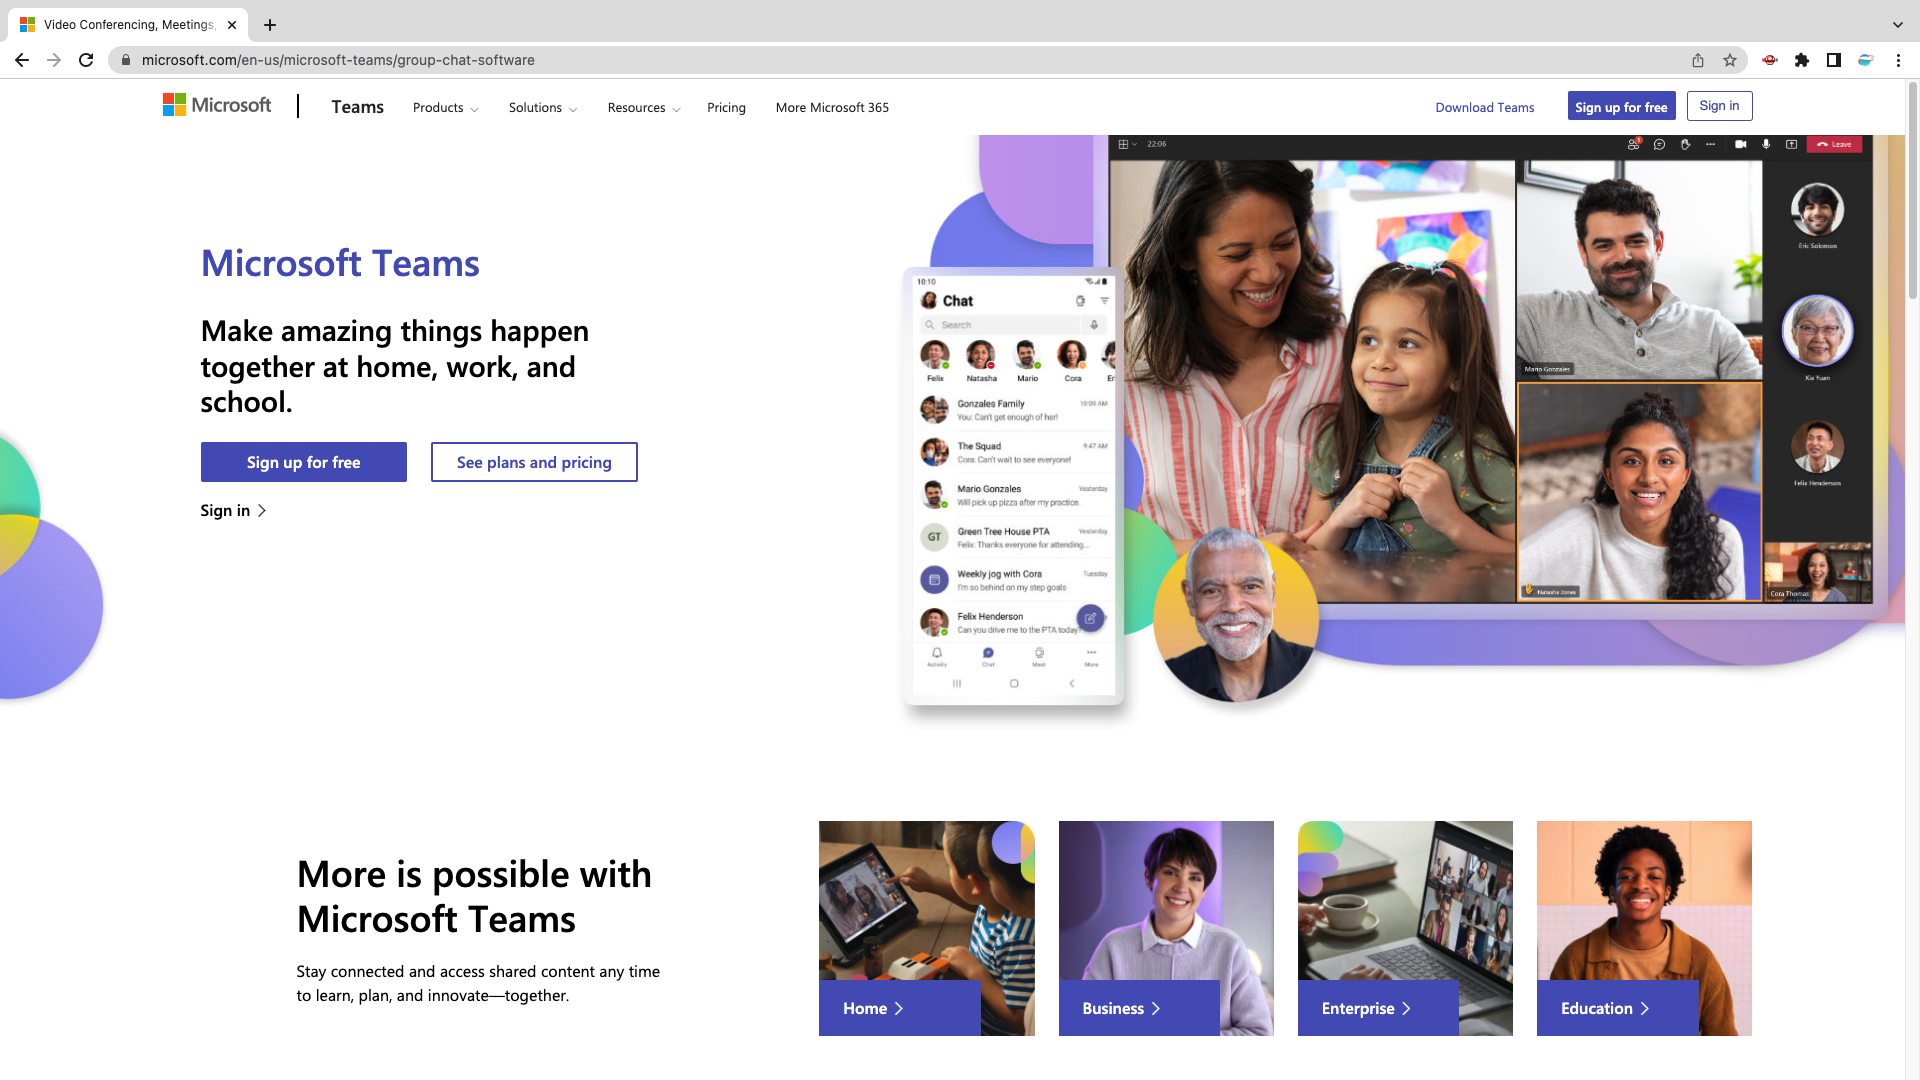 Video Conferencing, Meetings,
microsoft.com/en-us/microsoft-teams/group-chat-software
Microsoft
Teams
Products
Solutions
Resources
Pricing
More Microsoft 365
Download Teams
Sign up for free
Sign in
Microsoft Teams
Make amazing things happen
together at home, work, and
school.
Sign up for free
See plans and pricing
Sign in
22:06
Leave
Eric Solomon
Mario Gonzales
Xia Yuan
Felix Henderson
Natasha Jones
Cora Thomas
10:10
Chat
Search
Felix
Natasha
Mario
Cora
Er
Gonzales Family
10:09 AM
You: Can't get enough of her!
The Squad
9:47 AM
Cora: Can't wait to see everyone!
Mario Gonzales
Yesterday
Will pick up pizza after my practice.
GT
Green Tree House PTA
Yesterday
Felix: Thanks everyone for attending...
Weekly jog with Cora
Tuesday
I'm so behind on my step goals
Felix Henderson
Can you drive me to the PTA today?
Activity
Chat
Meet
More
More is possible with
Microsoft Teams
Stay connected and access shared content any time
to learn, plan, and innovate—together.
Home
Business
Enterprise
Education